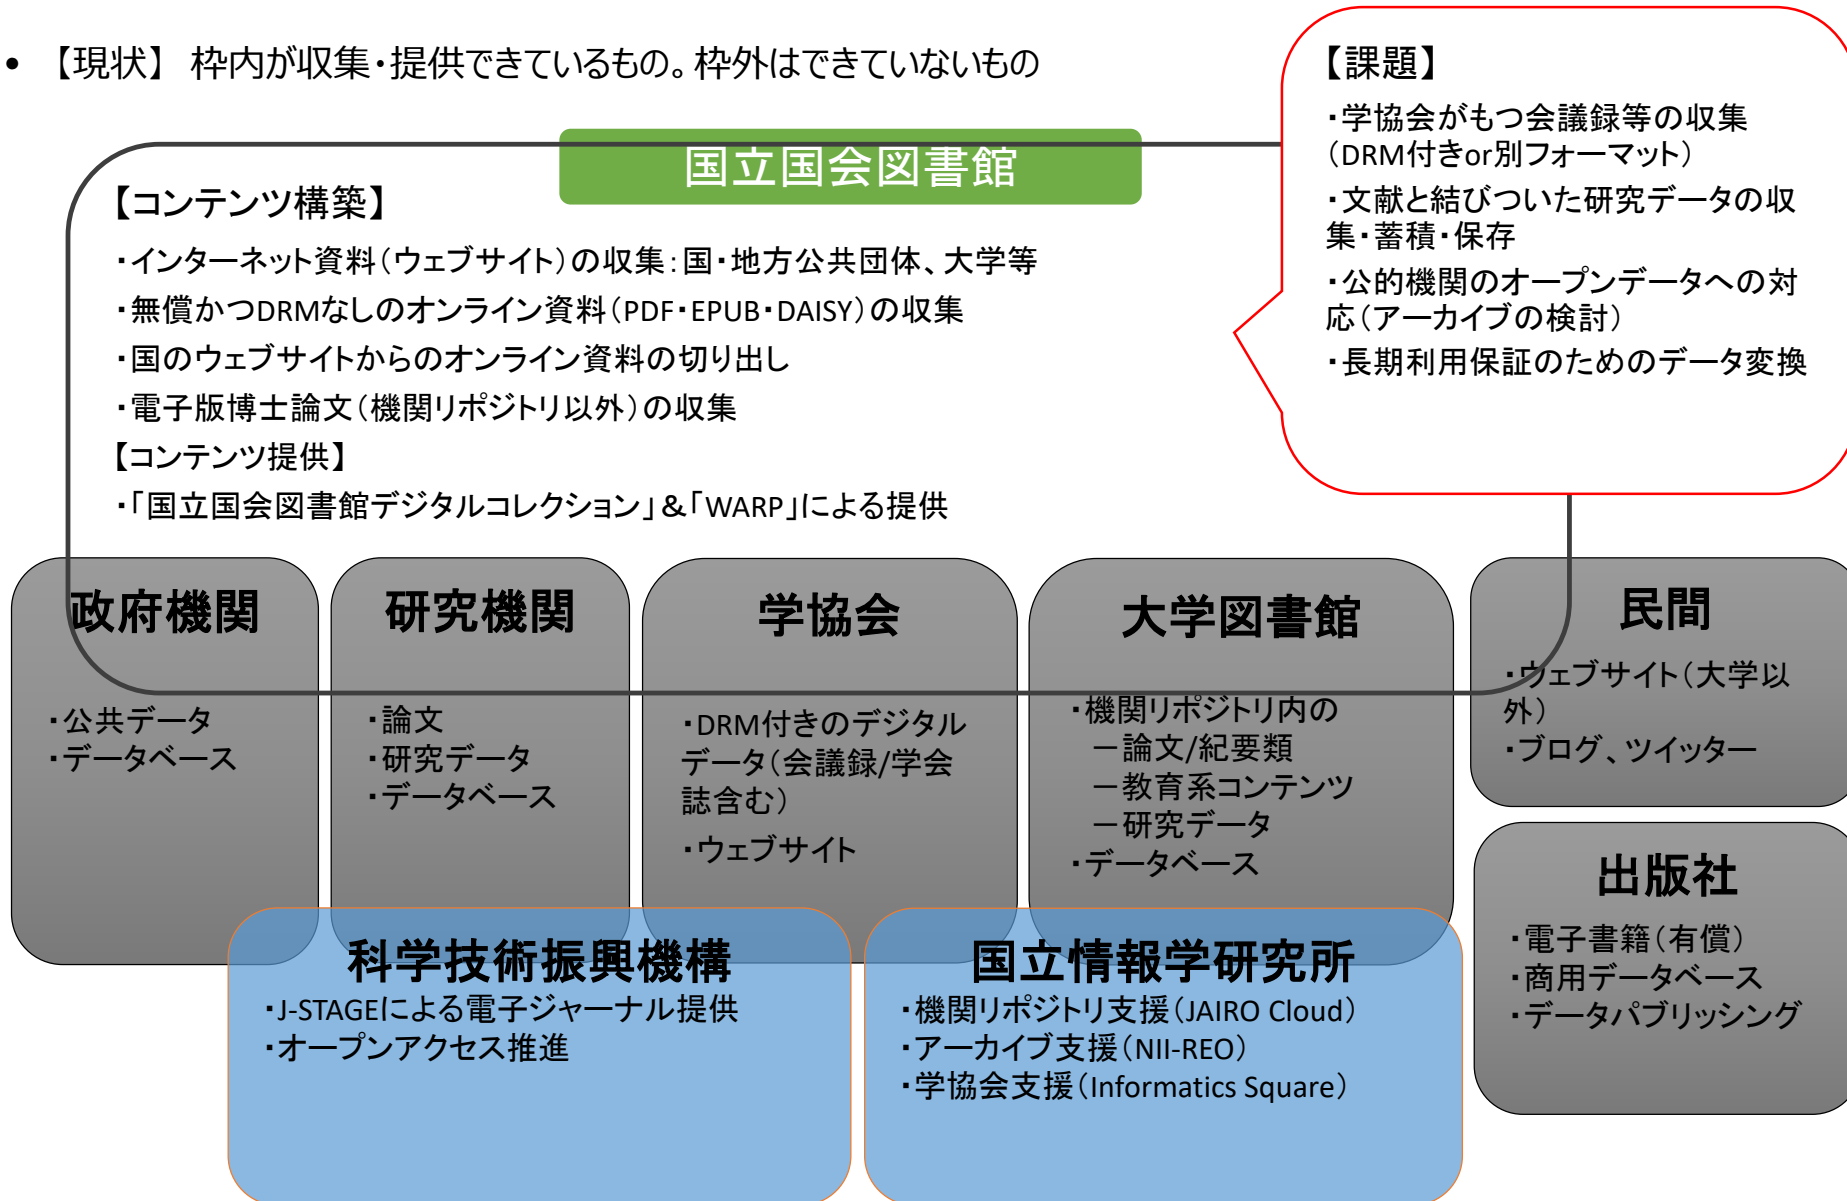 • 【現状】 枠内が収集・提供できているもの。枠外はできていないもの
国立国会図書館
【コンテンツ構築】
・インターネット資料（ウェブサイト）の収集：国・地方公共団体、大学等
・無償かつDRMなしのオンライン資料（PDF・EPUB・DAISY）の収集
・国のウェブサイトからのオンライン資料の切り出し
・電子版博士論文（機関リポジトリ以外）の収集
【コンテンツ提供】
・「国立国会図書館デジタルコレクション」＆「WARP」による提供
【課題】
・学協会がもつ会議録等の収集
（DRM付きor別フォーマット）
・文献と結びついた研究データの収
集・蓄積・保存
・公的機関のオープンデータへの対
応（アーカイブの検討）
・長期利用保証のためのデータ変換
政府機関
・公共データ
・データベース
研究機関
・論文
・研究データ
・データベース
学協会
・DRM付きのデジタル
データ（会議録/学会
誌含む）
・ウェブサイト
大学図書館
・機関リポジトリ内の
－論文/紀要類
－教育系コンテンツ
－研究データ
・データベース
民間
・ウェブサイト（大学以
外）
・ブログ、ツイッター
出版社
・電子書籍（有償）
・商用データベース
・データパブリッシング
科学技術振興機構
・J-STAGEによる電子ジャーナル提供
・オープンアクセス推進
国立情報学研究所
・機関リポジトリ支援（JAIRO Cloud）
・アーカイブ支援（NII-REO）
・学協会支援（Informatics Square）